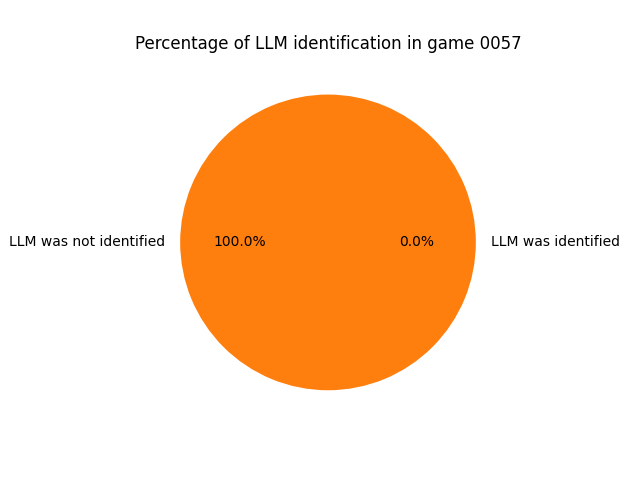 Percentage of LLM identification in game 0057
LLM was not identified
100.0%
0.0%
LLM was identified